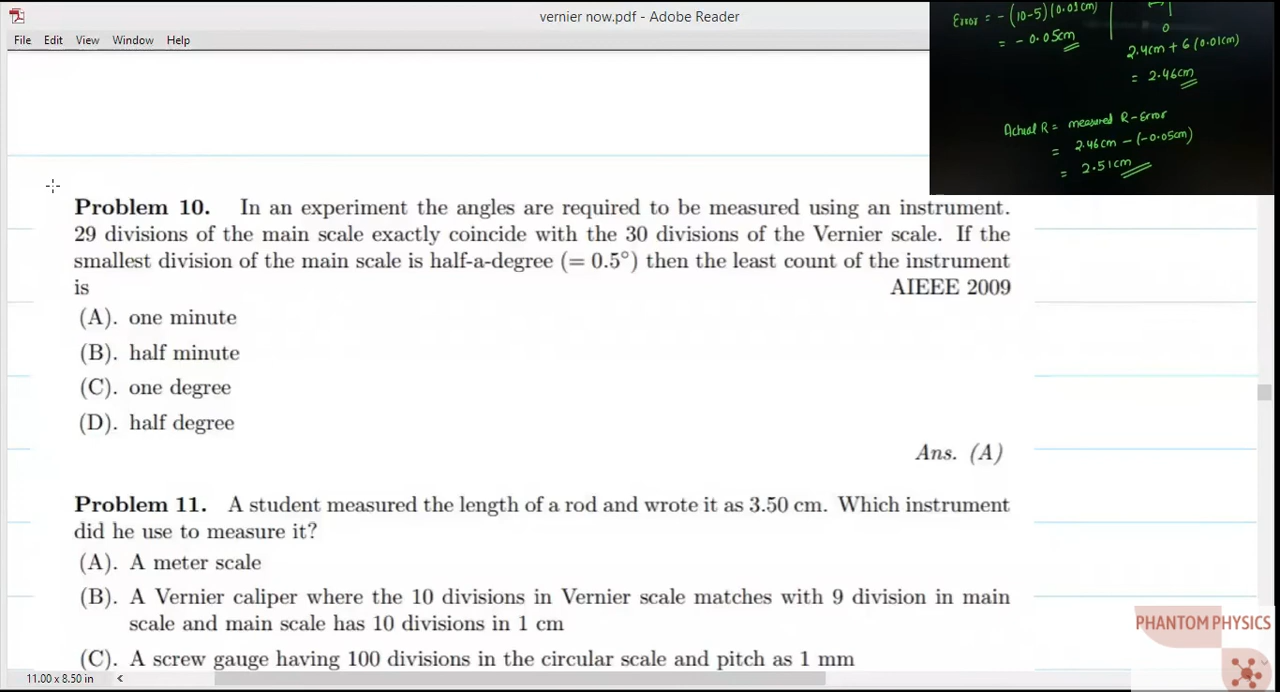 vernier now.pdf - Adobe Reader
File Edit View Window Help
Error = - (10-5)(0.01cm)
= - 0.05cm
0
2.4cm + 6 (0.01cm)
= 2.46cm
Actual R = measured R - Error
= 2.46cm - (-0.05cm)
= 2.51cm
Problem 10. In an experiment the angles are required to be measured using an instrument.
29 divisions of the main scale exactly coincide with the 30 divisions of the Vernier scale. If the
smallest division of the main scale is half-a-degree (= 0.5°) then the least count of the instrument
is AIEEE 2009
(A). one minute
(B). half minute
(C). one degree
(D). half degree
Ans. (A)
Problem 11. A student measured the length of a rod and wrote it as 3.50 cm. Which instrument
did he use to measure it?
(A). A meter scale
(B). A Vernier caliper where the 10 divisions in Vernier scale matches with 9 division in main
scale and main scale has 10 divisions in 1 cm
(C). A screw gauge having 100 divisions in the circular scale and pitch as 1 mm
PHANTOM PHYSICS
11.00 x 8.50 in